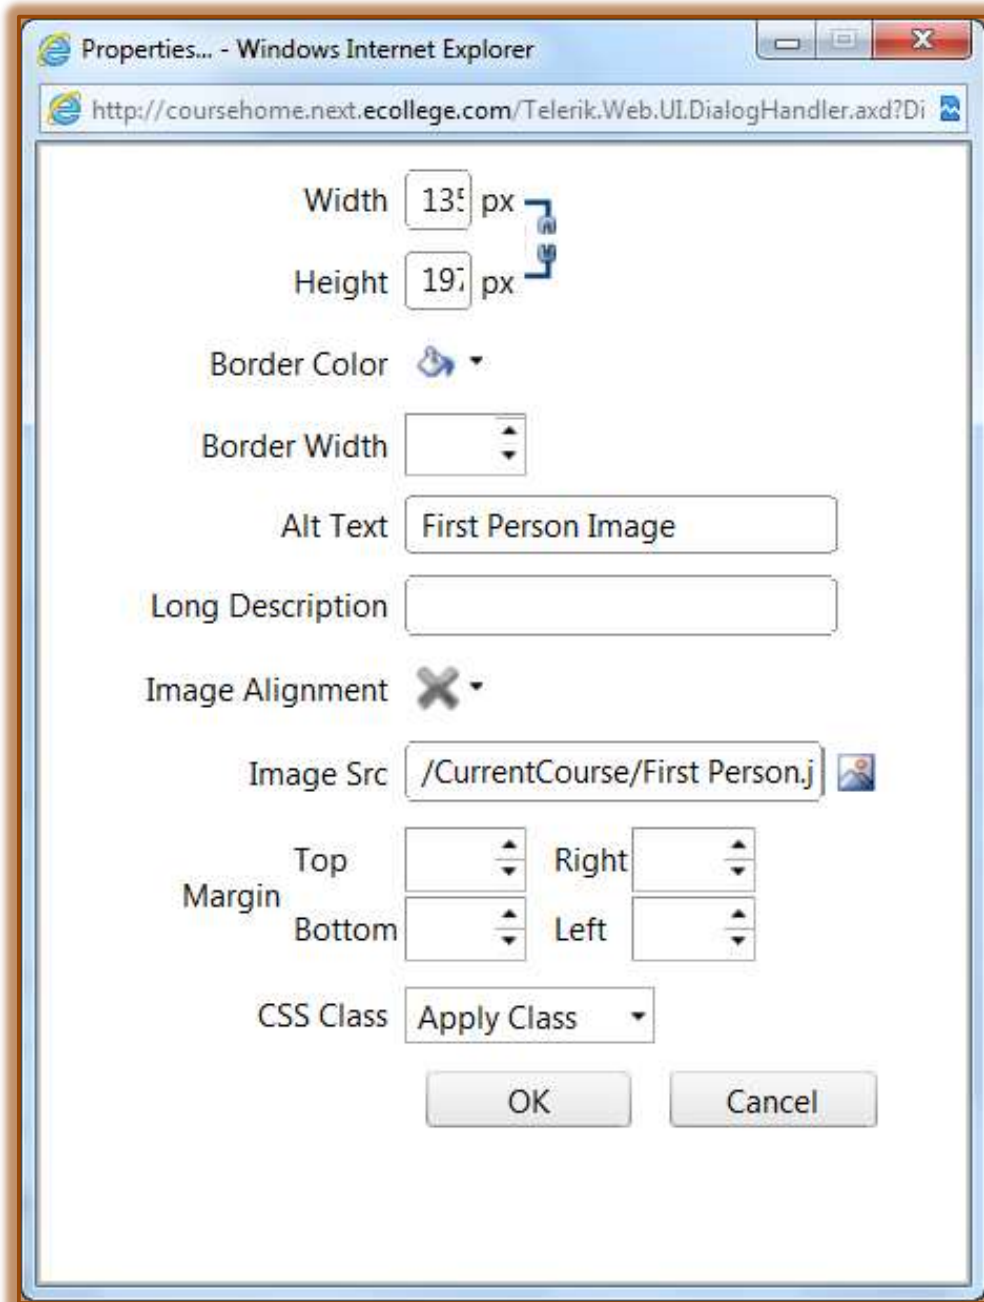 Properties... - Windows Internet Explorer
http://coursehome.next.ecollege.com/Telerik.Web.UI.DialogHandler.axd?Di
Width 135 px
Height 197 px
Border Color
Border Width
Alt Text First Person Image
Long Description
Image Alignment
Image Src /CurrentCourse/First Person.j
Margin
Top Right
Bottom Left
CSS Class Apply Class
OK Cancel